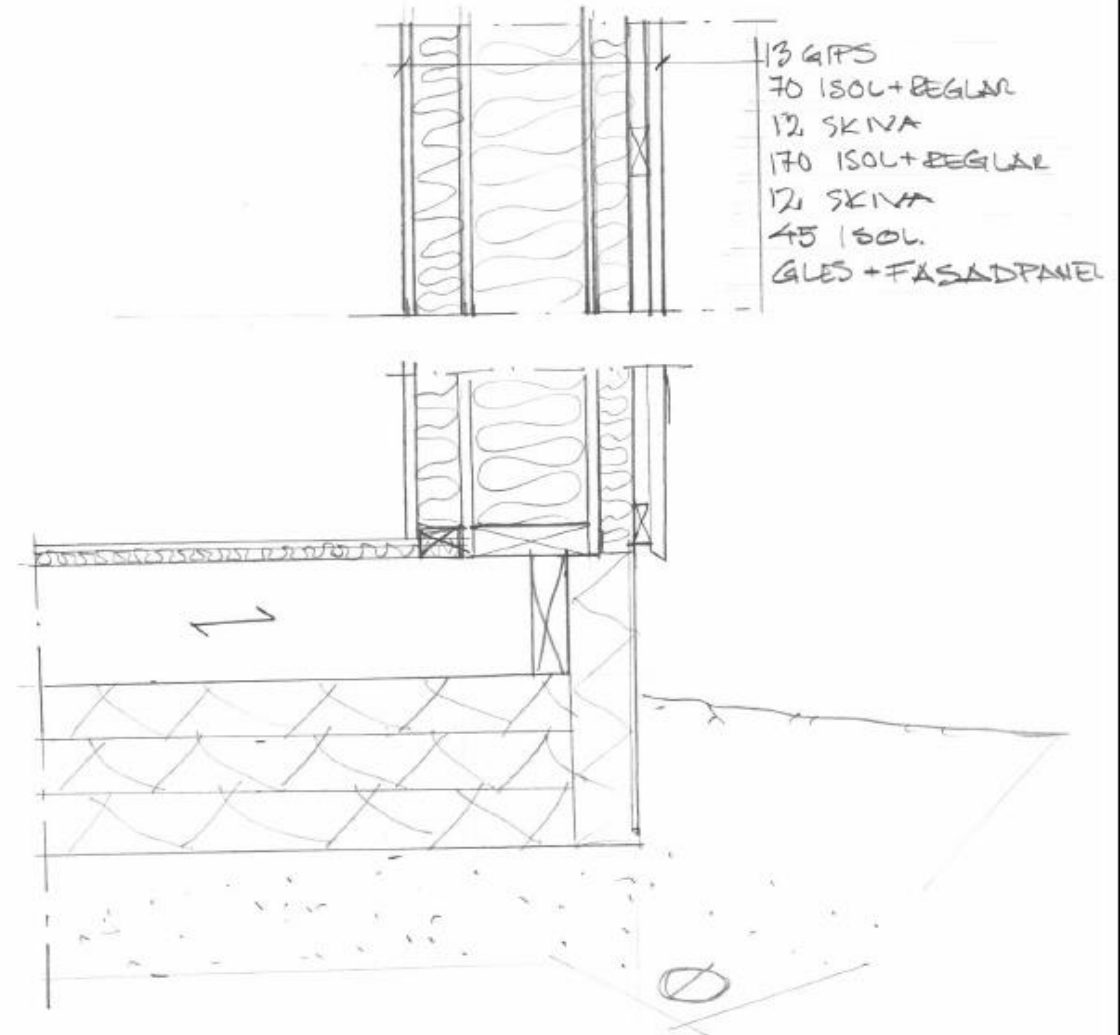 13 GIPS
70 ISOL+REGLAR
12 SKIVA
170 ISOL+REGLAR
12 SKIVA
45 ISOL.
GLES + FASADPANEL